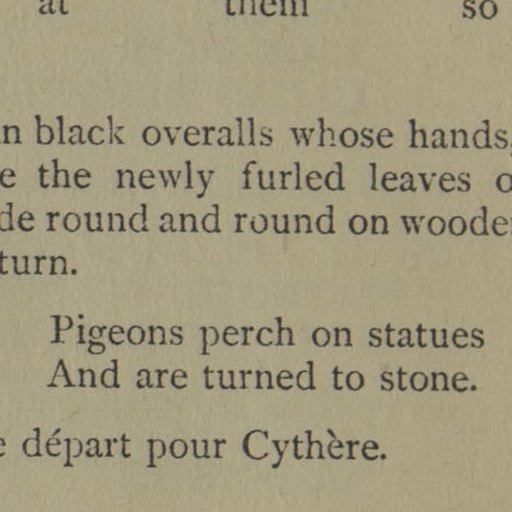 at them so
n black overalls whose hands,
e the newly furled leaves o
de round and round on woode
turn.
Pigeons perch on statues
And are turned to stone.
e départ pour Cythère.